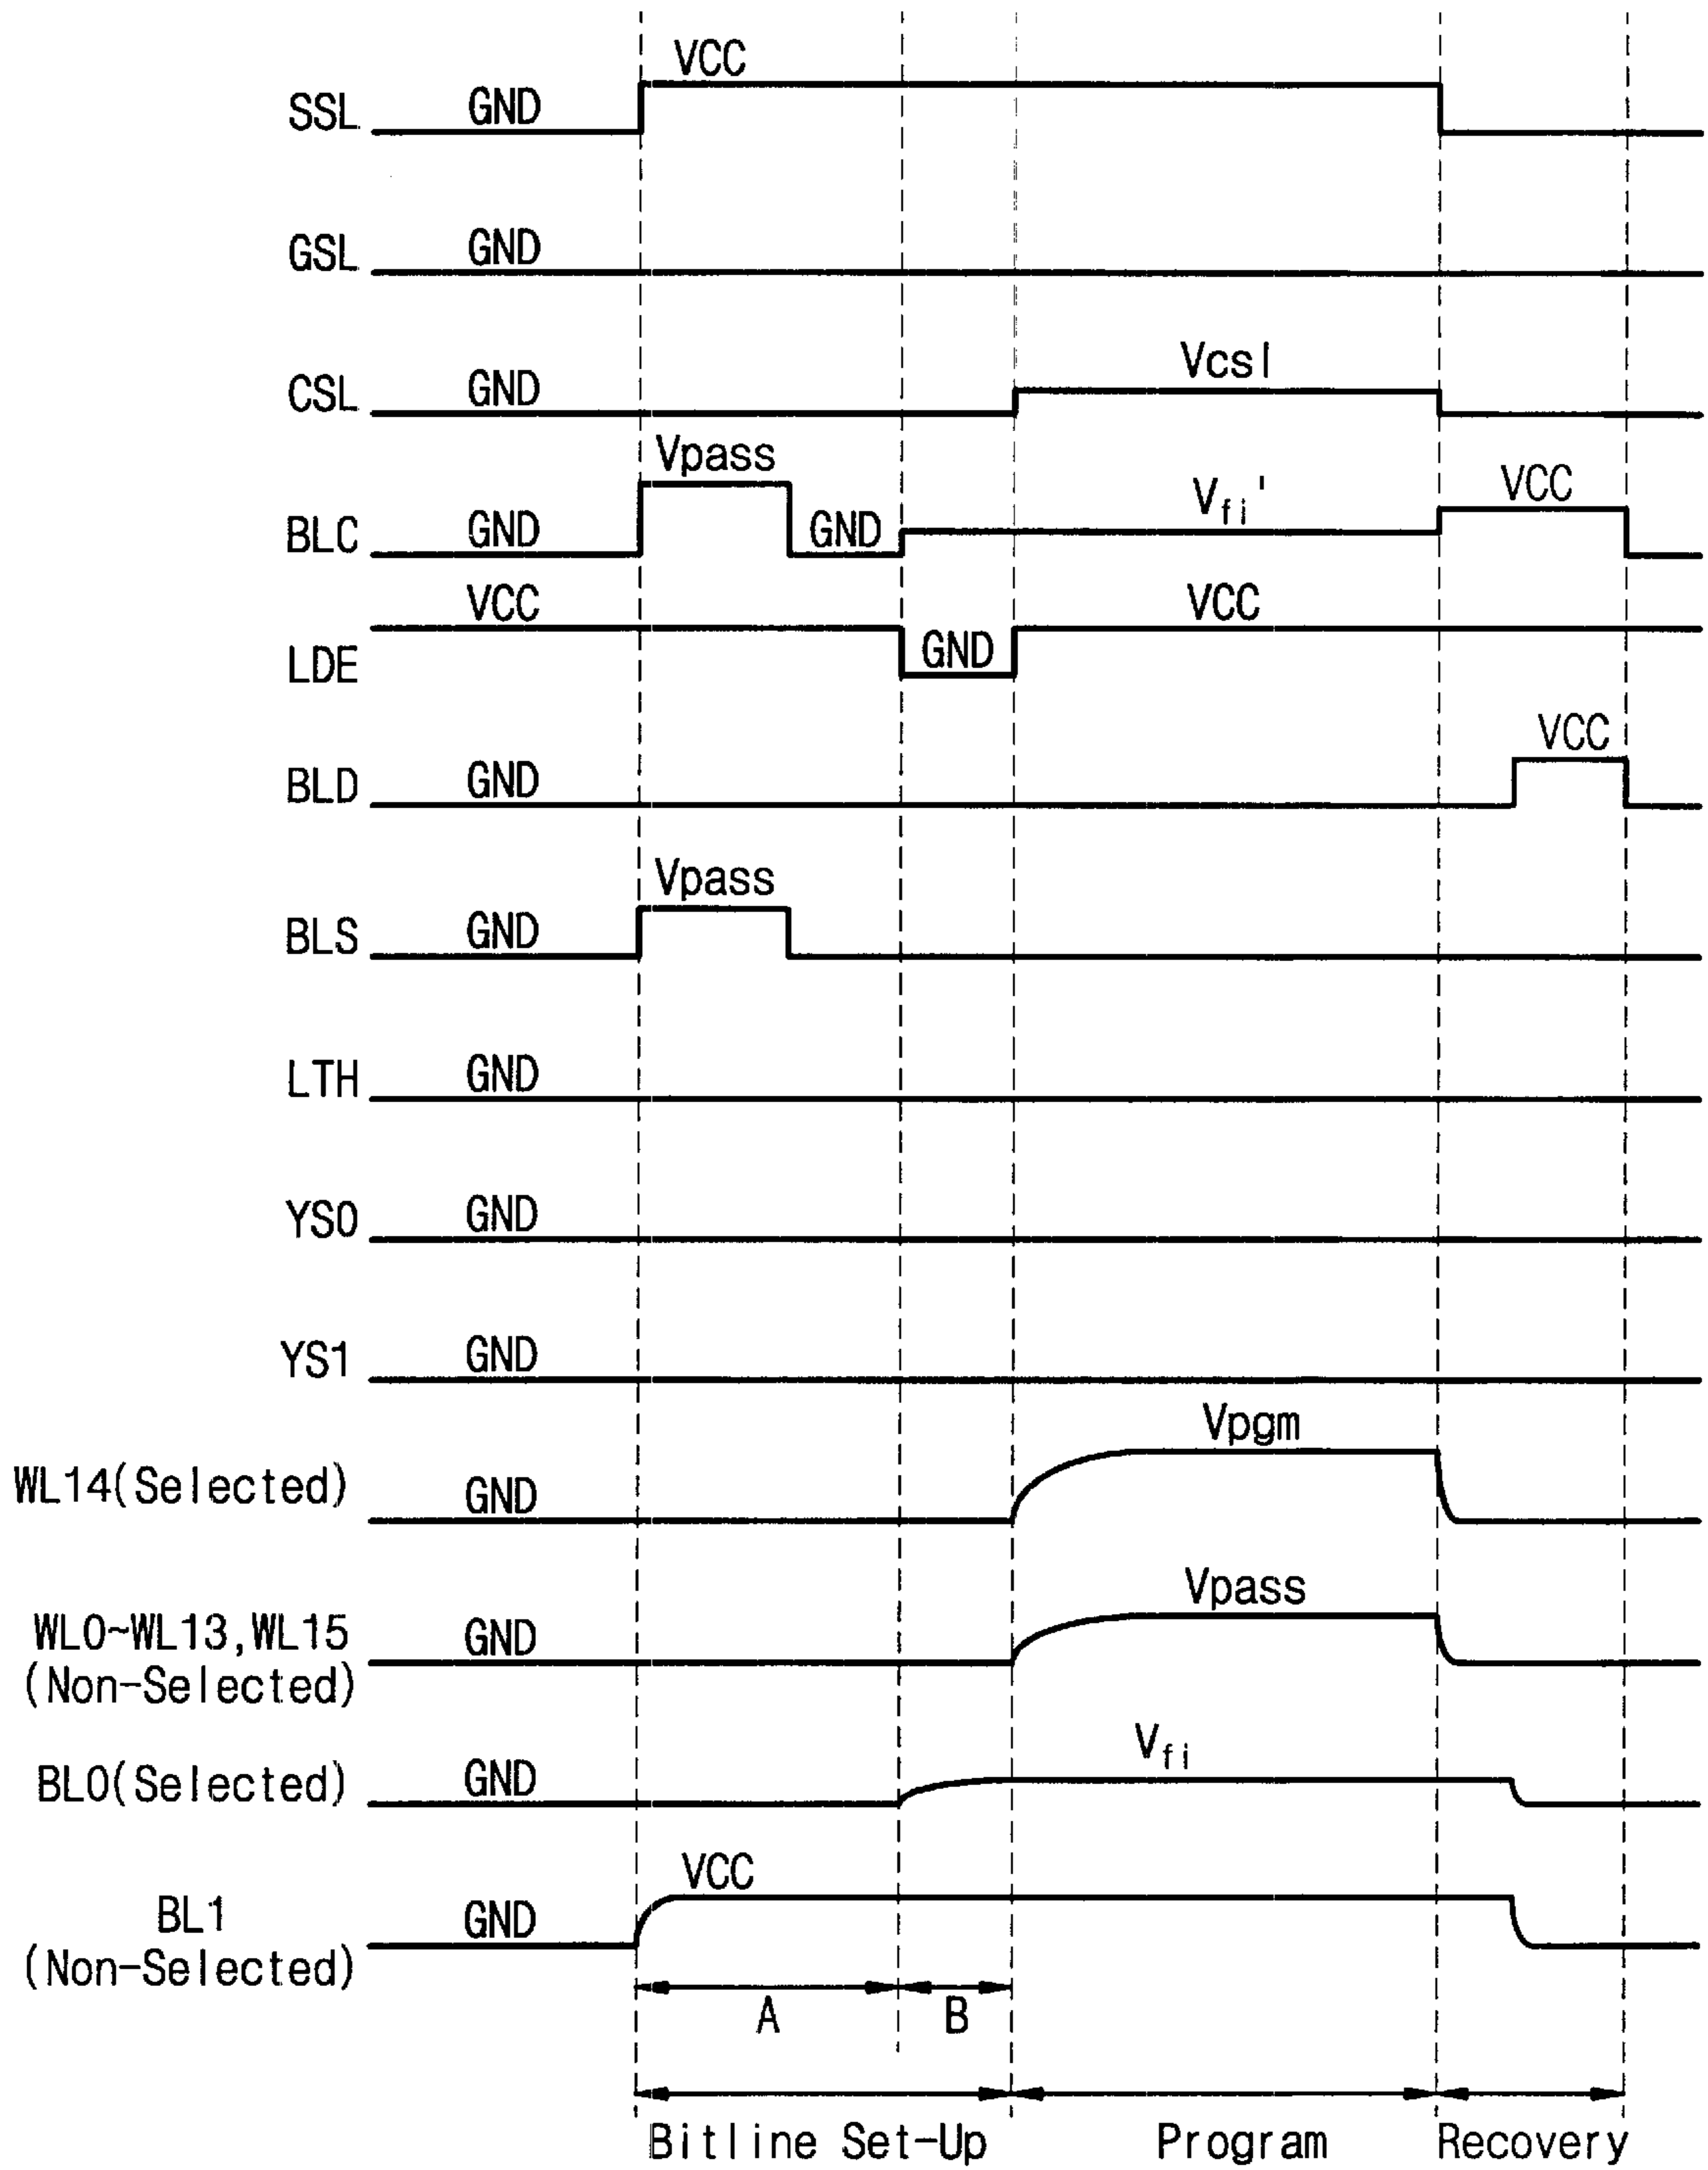 VCC
SSL GND
GSL GND
Vcsl
CSL GND
Vpass
VCC
Vfi'
BLC GND GND
VCC VCC
LDE GND
VCC
BLD GND
Vpass
BLS GND
LTH GND
YS0 GND
YS1 GND
Vpgm
WL14(Selected) GND
Vpass
WL0~WL13,WL15 GND
(Non-Selected)
Vfi
BL0(Selected) GND
VCC
BL1 GND
(Non-Selected)
A B
Bitline Set-Up Program Recovery